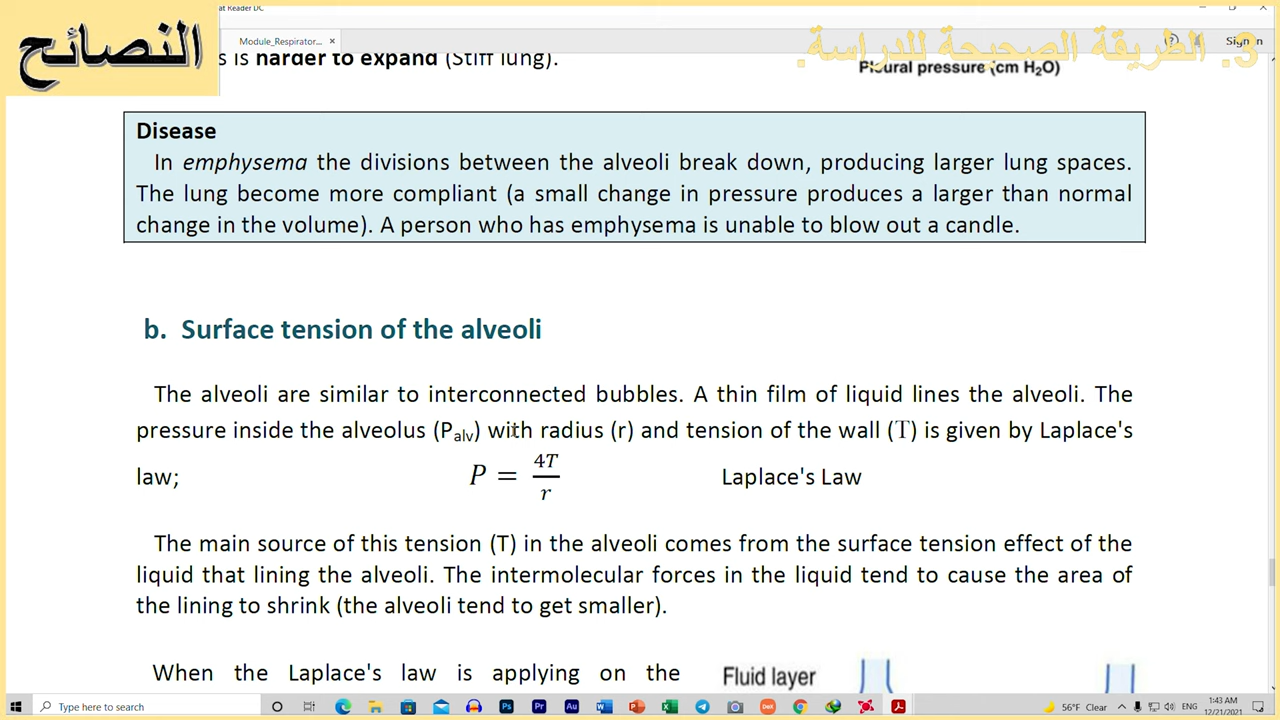 at Reader DC
النصائح
Module_Respirator... ×
3. الطريقة الصحيحة للدراسة.
Sign In
s is harder to expand (Stiff lung).
Pleural pressure (cm H₂O)
Disease
In emphysema the divisions between the alveoli break down, producing larger lung spaces.
The lung become more compliant (a small change in pressure produces a larger than normal
change in the volume). A person who has emphysema is unable to blow out a candle.
b. Surface tension of the alveoli
The alveoli are similar to interconnected bubbles. A thin film of liquid lines the alveoli. The
pressure inside the alveolus (Palv) with radius (r) and tension of the wall (T) is given by Laplace's
law; P = 4T/r Laplace's Law
The main source of this tension (T) in the alveoli comes from the surface tension effect of the
liquid that lining the alveoli. The intermolecular forces in the liquid tend to cause the area of
the lining to shrink (the alveoli tend to get smaller).
When the Laplace's law is applying on the
Fluid layer
Type here to search
56°F Clear
ENG
1:43 AM
12/21/2021